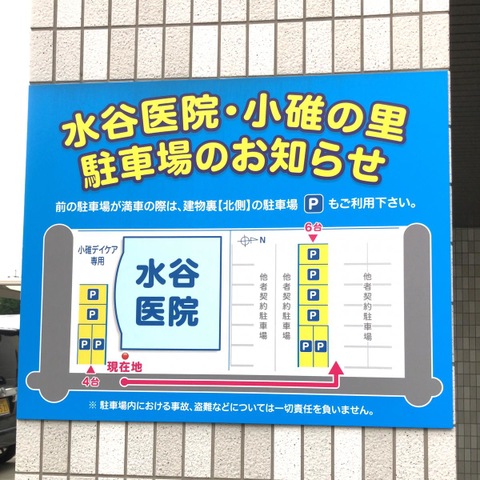 水谷医院・小碓の里
駐車場のお知らせ
前の駐車場が満車の際は、建物裏【北側】の駐車場 P もご利用下さい。
小碓デイケア
専用
水谷
医院
N
6台
P
P
P
P
P P
他者契約駐車場
他者契約駐車場
他者契約駐車場
P
P
P P
4台
現在地
※ 駐車場内における事故、盗難などについては一切責任を負いません。